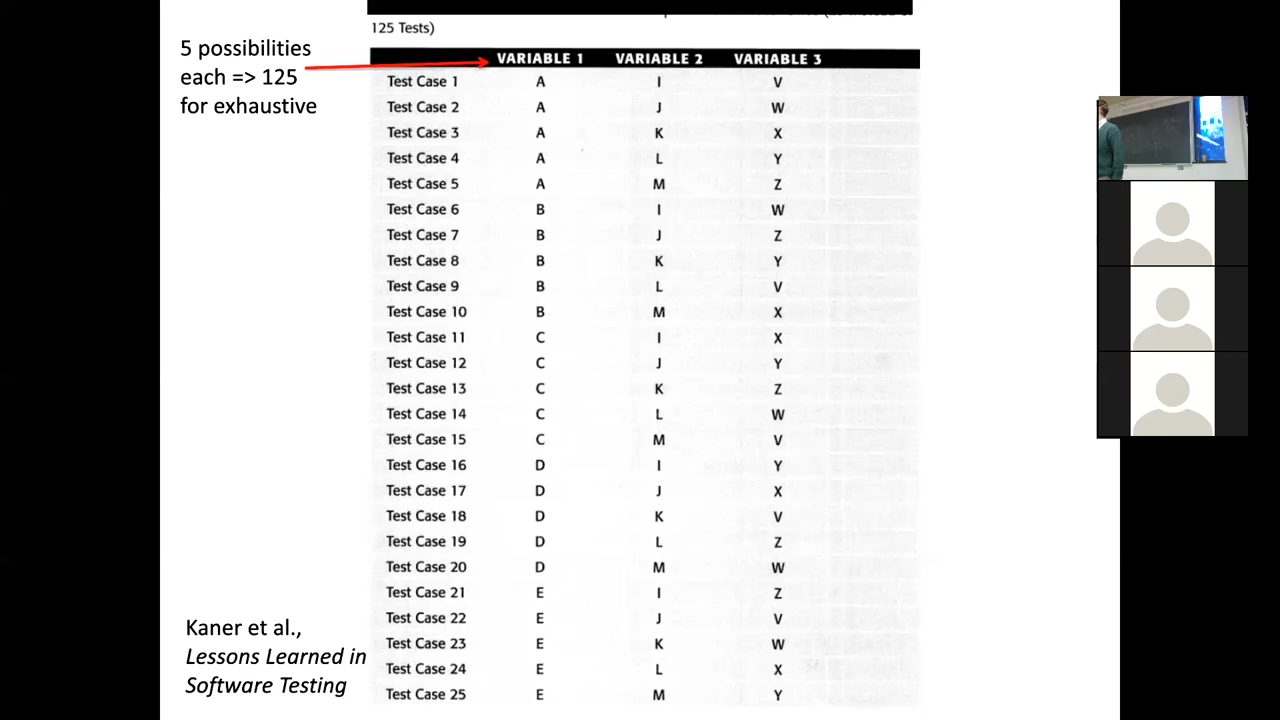 125 Tests)
5 possibilities
each => 125
for exhaustive
VARIABLE 1 VARIABLE 2 VARIABLE 3
Test Case 1 A I V
Test Case 2 A J W
Test Case 3 A K X
Test Case 4 A L Y
Test Case 5 A M Z
Test Case 6 B I W
Test Case 7 B J Z
Test Case 8 B K Y
Test Case 9 B L V
Test Case 10 B M X
Test Case 11 C I X
Test Case 12 C J Y
Test Case 13 C K Z
Test Case 14 C L W
Test Case 15 C M V
Test Case 16 D I Y
Test Case 17 D J X
Test Case 18 D K V
Test Case 19 D L Z
Test Case 20 D M W
Test Case 21 E I Z
Test Case 22 E J V
Test Case 23 E K W
Test Case 24 E L X
Test Case 25 E M Y
Kaner et al.,
Lessons Learned in
Software Testing